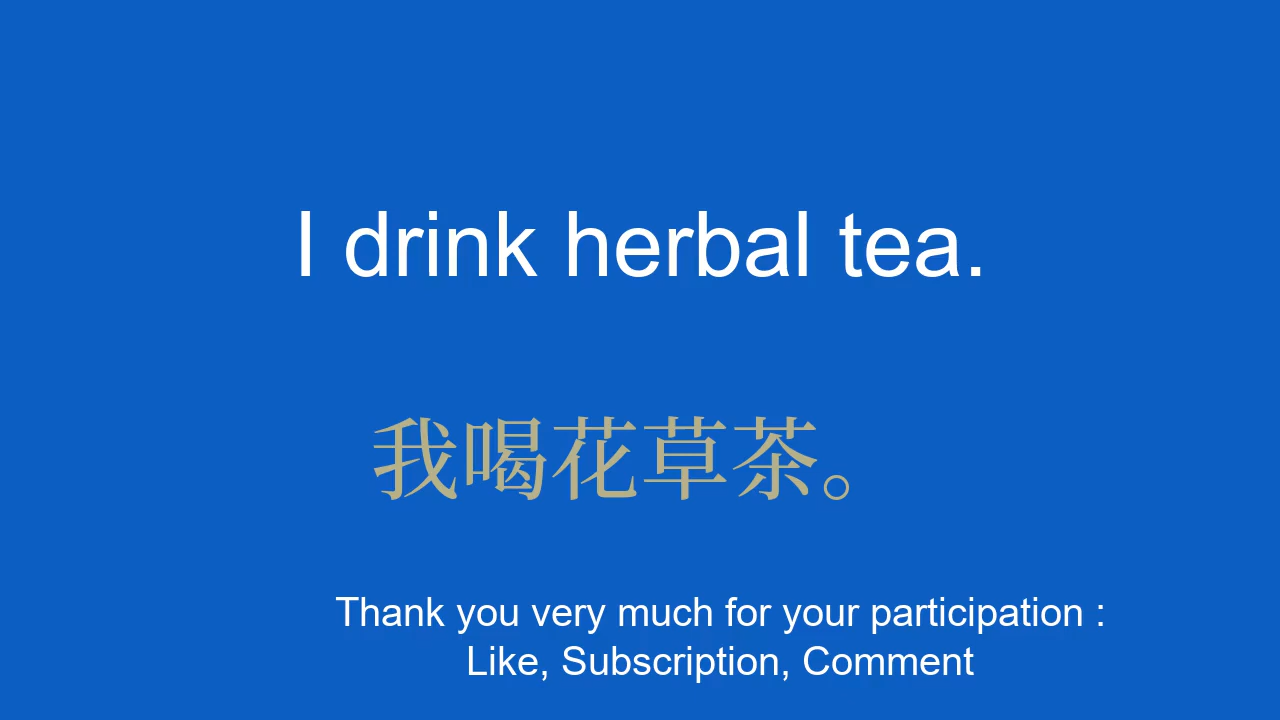 I drink herbal tea.
我喝花草茶。
Thank you very much for your participation :
Like, Subscription, Comment